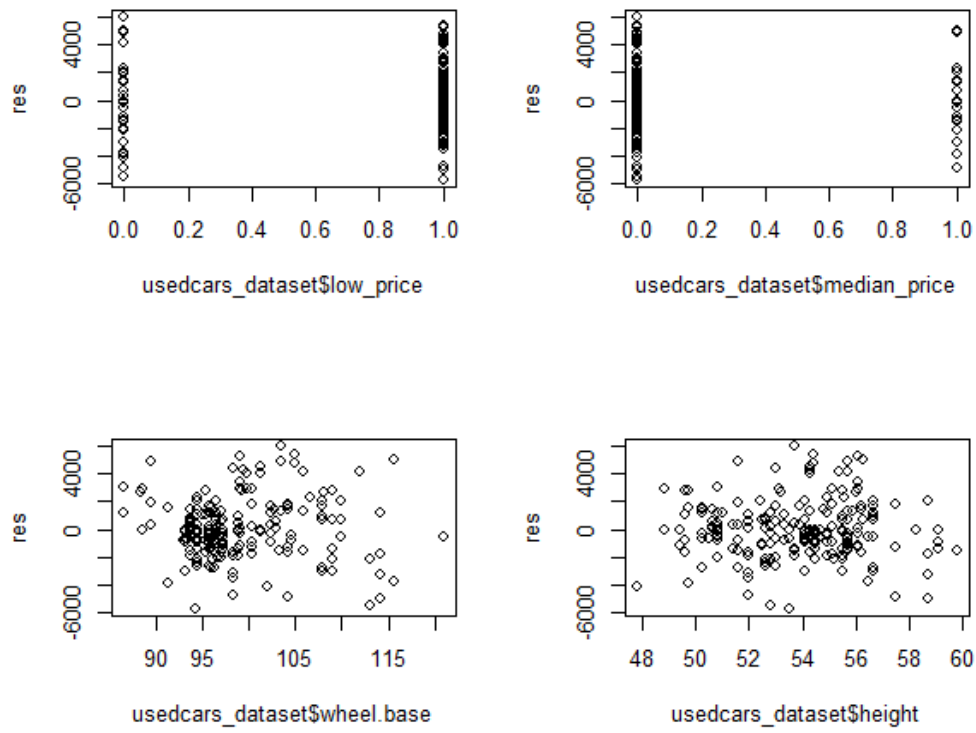 res
4000
0
-6000
0.0 0.2 0.4 0.6 0.8 1.0
usedcars_dataset$low_price
res
4000
0
-6000
0.0 0.2 0.4 0.6 0.8 1.0
usedcars_dataset$median_price
res
4000
0
-6000
90 95 105 115
usedcars_dataset$wheel.base
res
4000
0
-6000
48 50 52 54 56 58 60
usedcars_dataset$height